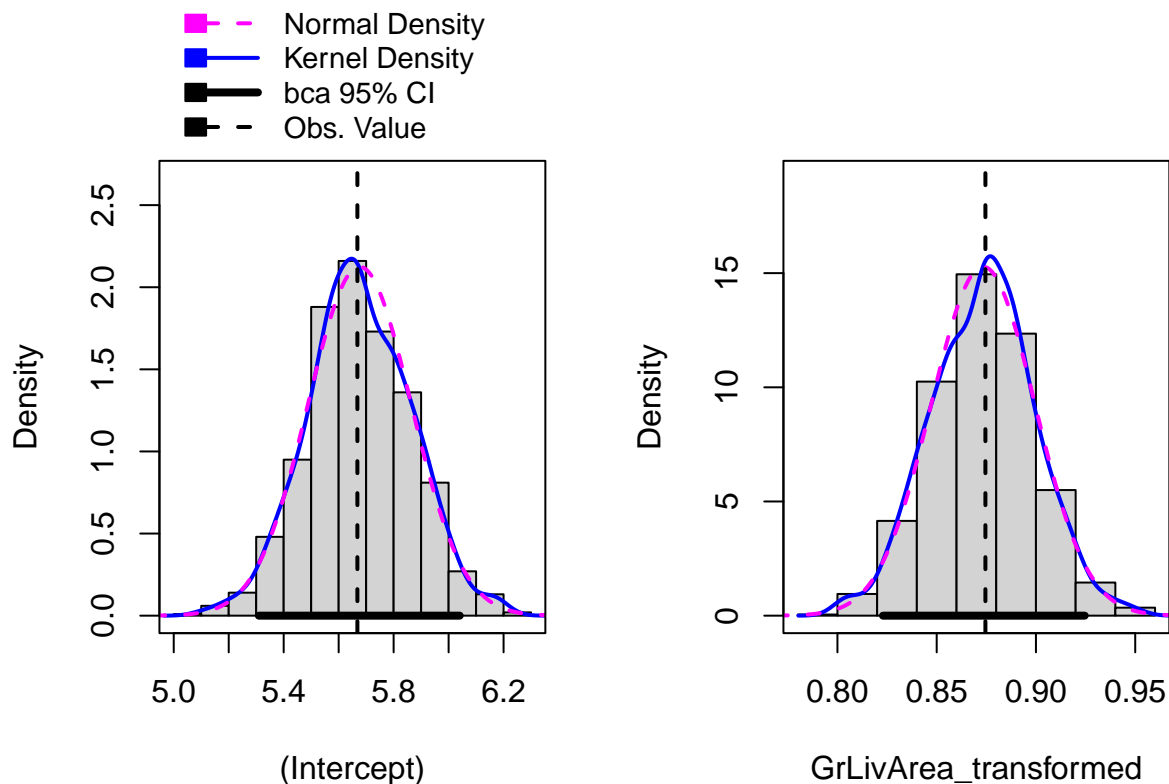 Normal Density
Kernel Density
bca 95% CI
Obs. Value
Density
0.0 0.5 1.0 1.5 2.0 2.5
5.0 5.4 5.8 6.2
(Intercept)
Density
0 5 10 15
0.80 0.85 0.90 0.95
GrLivArea_transformed